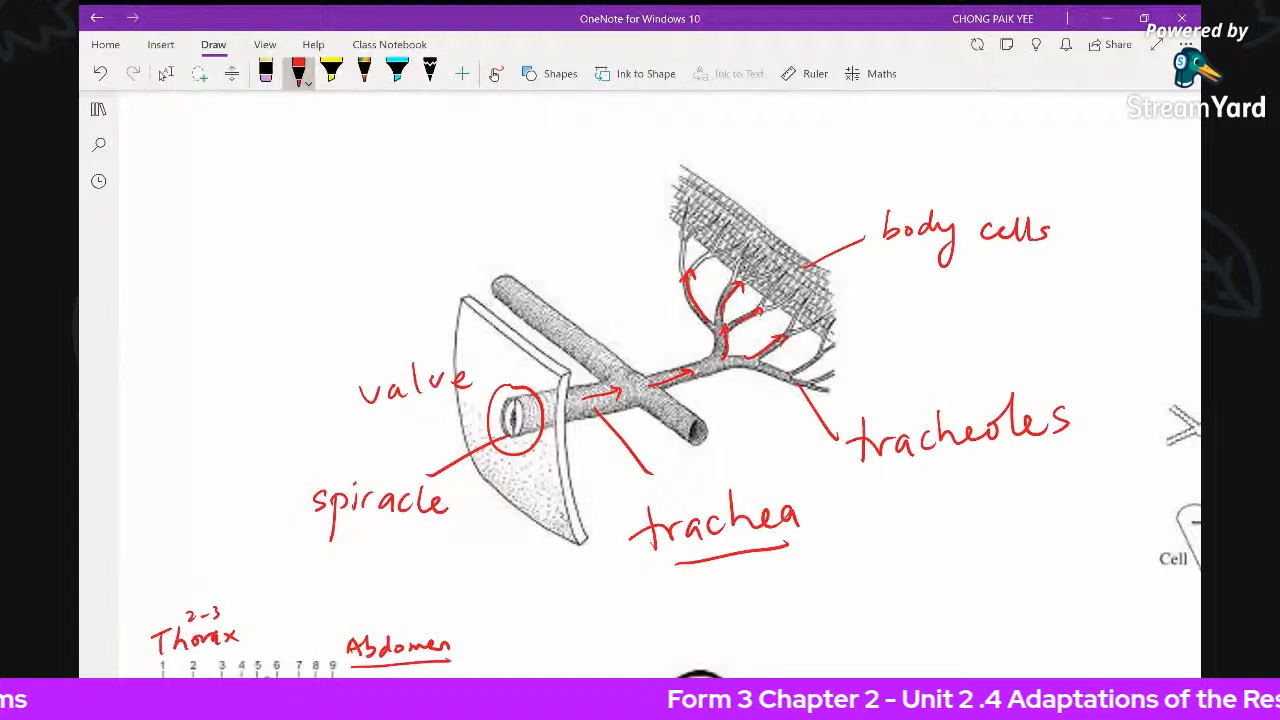 OneNote for Windows 10
CHONG PAIK YEE
Powered by
StreamYard
Home Insert Draw View Help Class Notebook
Share
Shapes Ink to Shape Ink to Text Ruler Maths
body cells
valve
tracheoles
spiracle
trachea
Cell
2-3
Thorax
Abdomen
1 2 3 4 5 6 7 8 9
ms
Form 3 Chapter 2 - Unit 2 .4 Adaptations of the Res